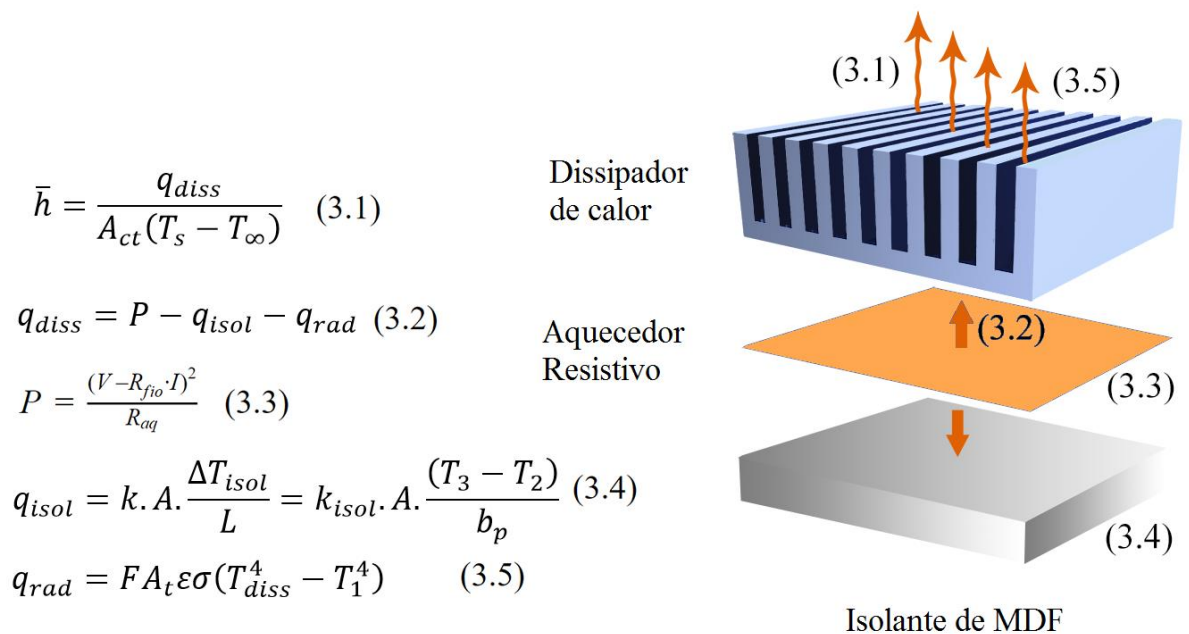 h̄ = q_diss / A_ct(T_s − T_∞) (3.1)
q_diss = P − q_isol − q_rad (3.2)
P = (V−R_fio·I)² / R_aq (3.3)
q_isol = k. A. ΔT_isol / L = k_isol. A. (T_3 − T_2) / b_p (3.4)
q_rad = FA_tεσ(T_diss^4 − T_1^4) (3.5)
Dissipador
de calor
Aquecedor
Resistivo
(3.1)
(3.5)
(3.2)
(3.3)
(3.4)
Isolante de MDF